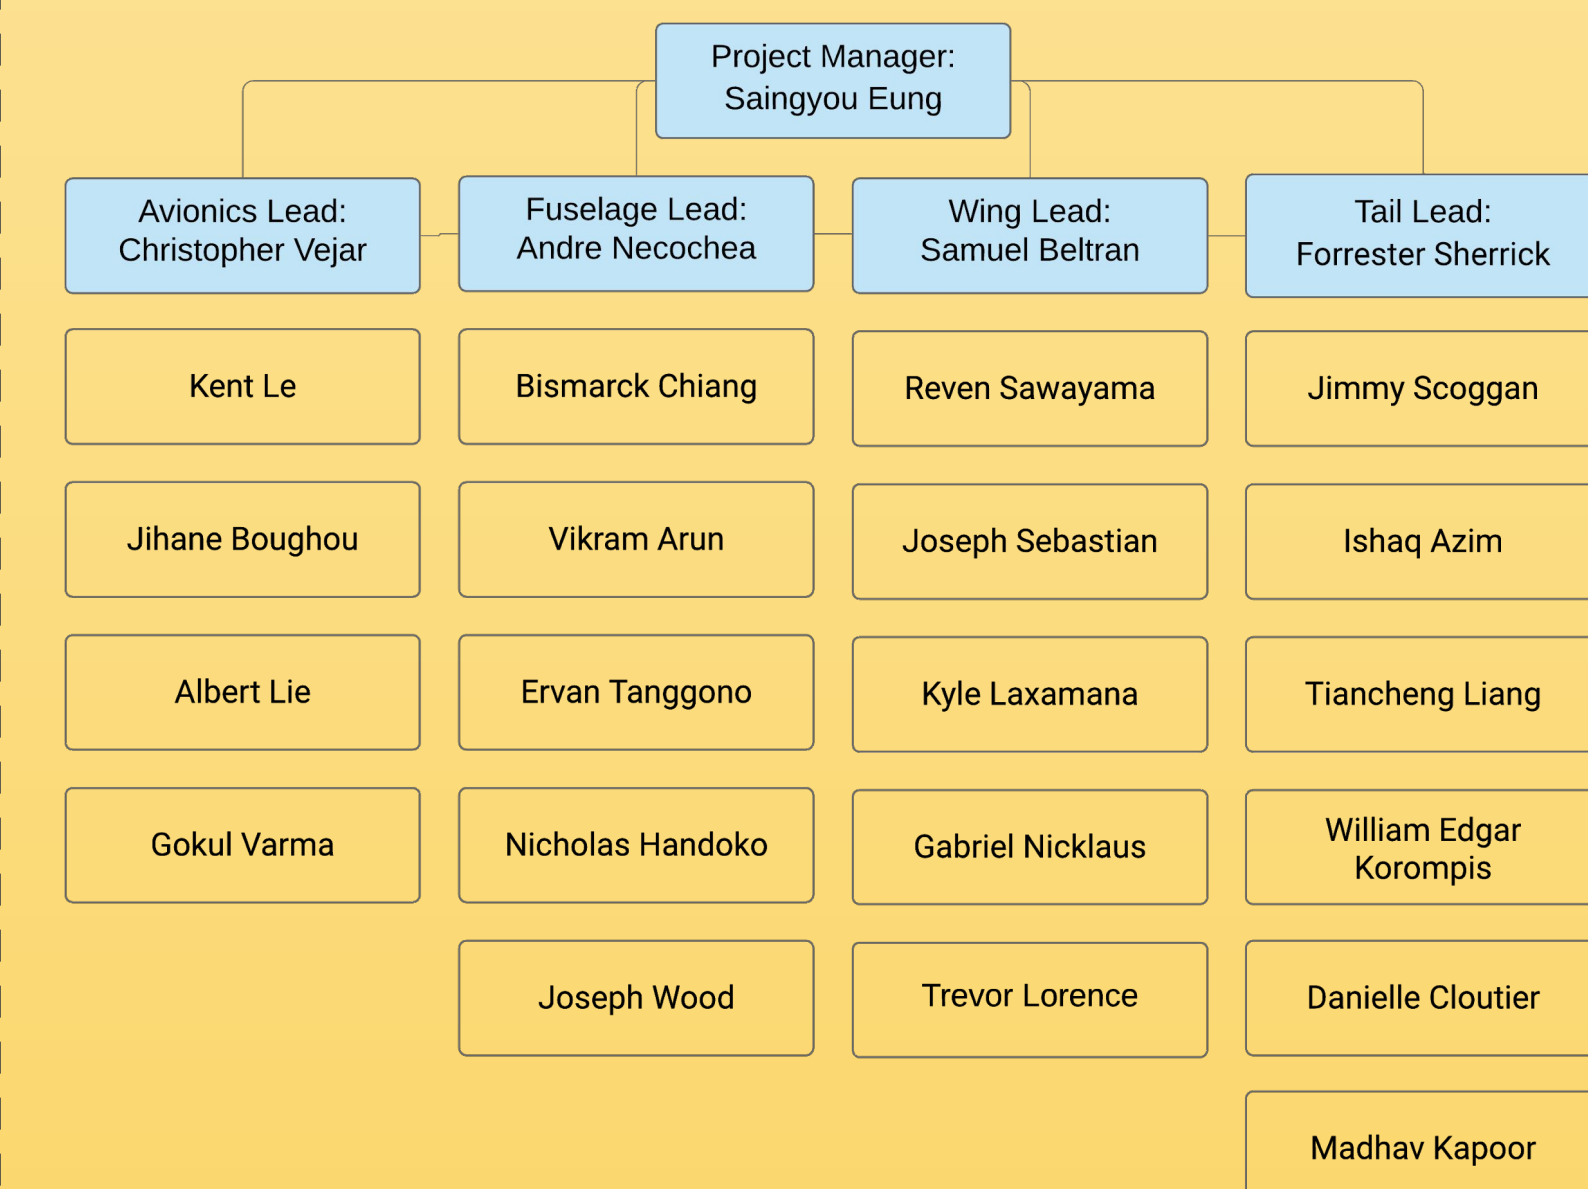 Project Manager:
Saingyou Eung
Avionics Lead:
Christopher Vejar
Fuselage Lead:
Andre Necochea
Wing Lead:
Samuel Beltran
Tail Lead:
Forrester Sherrick
Kent Le
Bismarck Chiang
Reven Sawayama
Jimmy Scoggan
Jihane Boughou
Vikram Arun
Joseph Sebastian
Ishaq Azim
Albert Lie
Ervan Tanggono
Kyle Laxamana
Tiancheng Liang
Gokul Varma
Nicholas Handoko
Gabriel Nicklaus
William Edgar
Korompis
Joseph Wood
Trevor Lorence
Danielle Cloutier
Madhav Kapoor